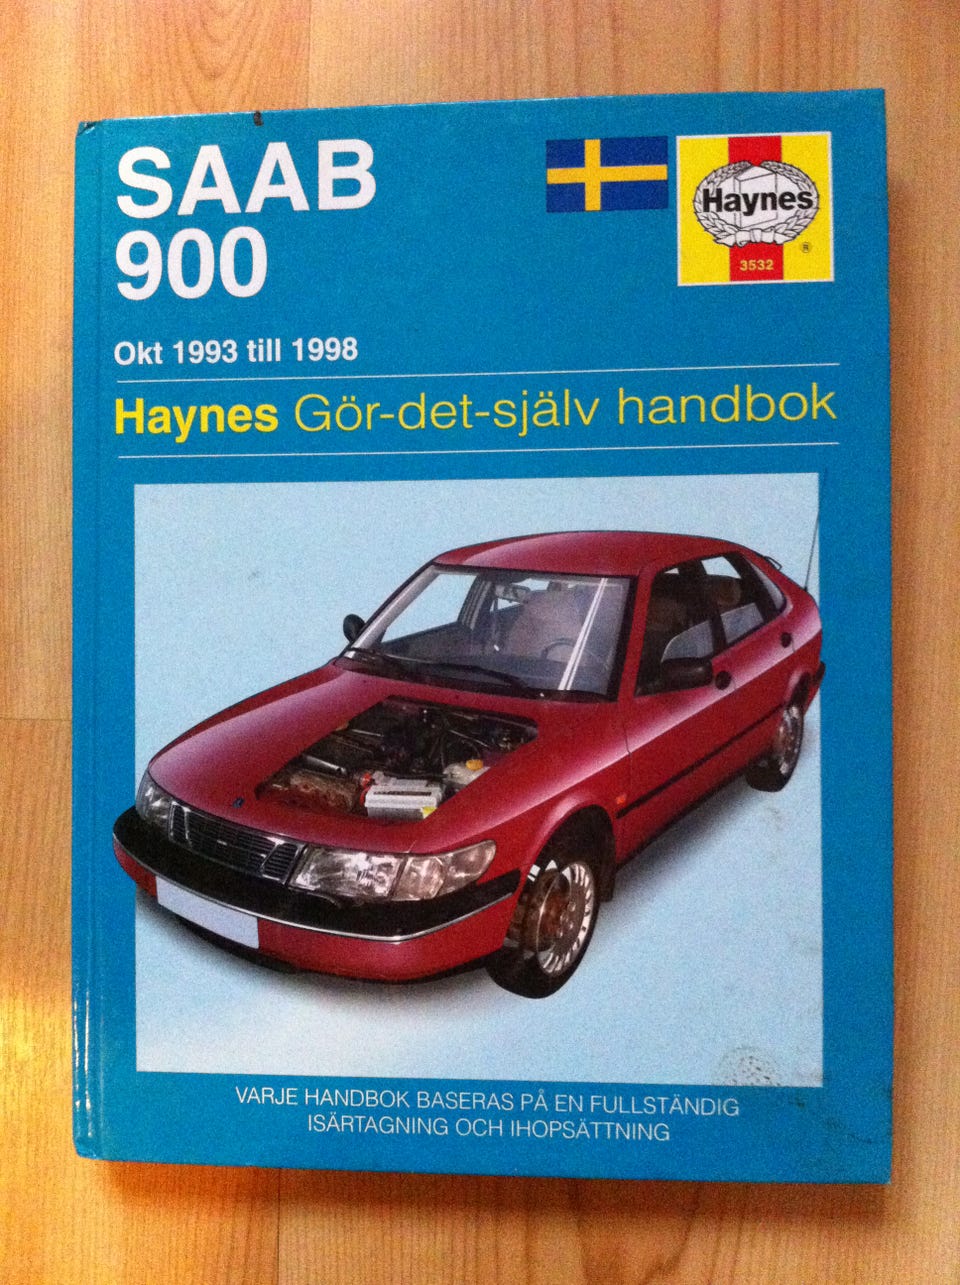 SAAB
900
Haynes
®
3532
Okt 1993 till 1998
Haynes Gör-det-själv handbok
VARJE HANDBOK BASERAS PÅ EN FULLSTÄNDIG
ISÄRTAGNING OCH IHOPSÄTTNING